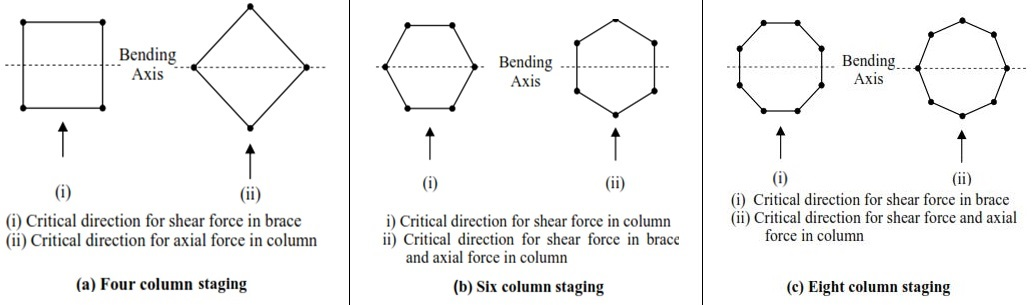 Bending
Axis
(i)
(ii)
(i) Critical direction for shear force in brace
(ii) Critical direction for axial force in column
(a) Four column staging
Bending
Axis
(i)
(ii)
i) Critical direction for shear force in column
ii) Critical direction for shear force in brace
and axial force in column
(b) Six column staging
Bending
Axis
(i)
(ii)
(i) Critical direction for shear force in brace
(ii) Critical direction for shear force and axial
force in column
(c) Eight column staging